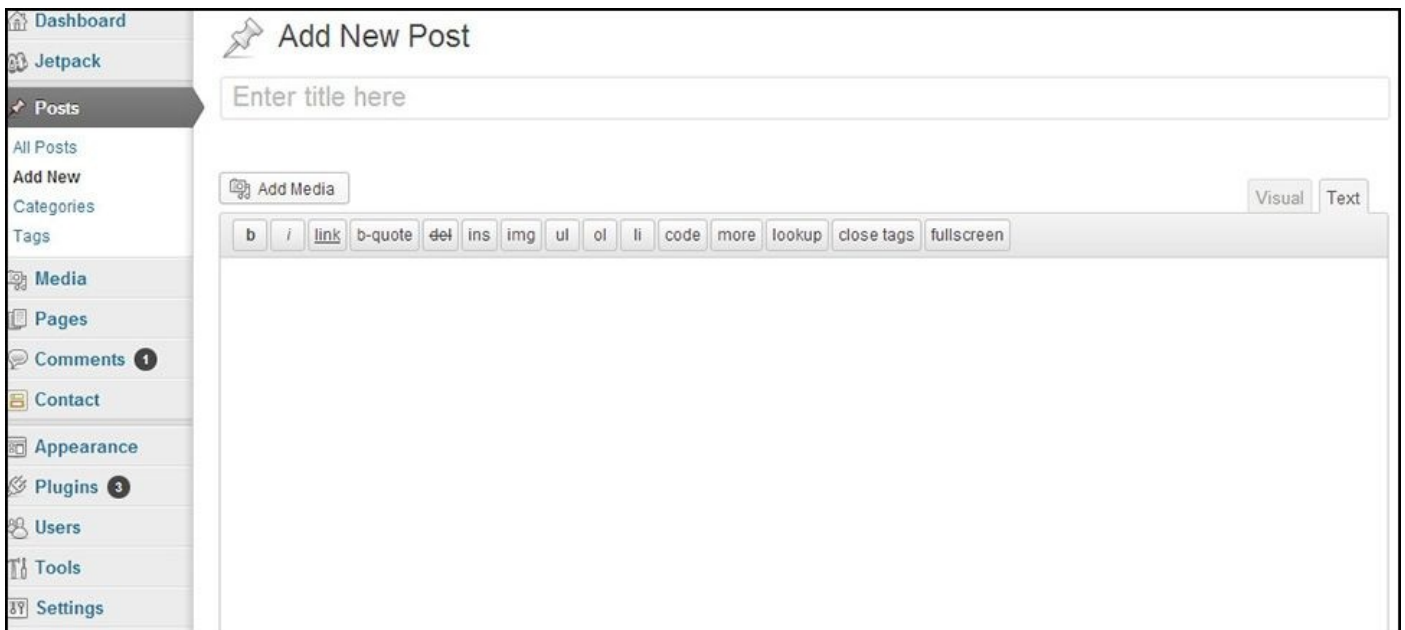 Dashboard
Jetpack
Posts
All Posts
Add New
Categories
Tags
Media
Pages
Comments 1
Contact
Appearance
Plugins 3
Users
Tools
Settings
Add New Post
Enter title here
Add Media
Visual Text
b i link b-quote del ins img ul ol li code more lookup close tags fullscreen